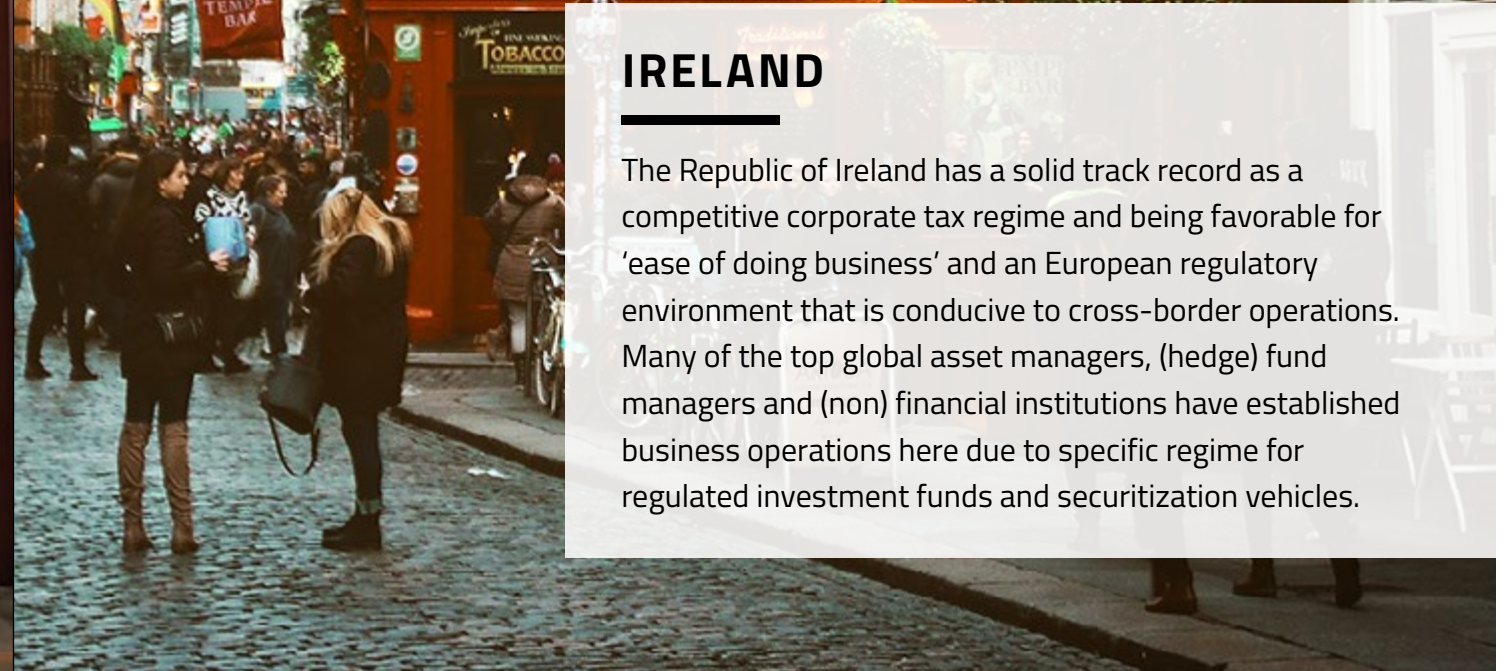 TEMPLE
BAR
Imperial
FINE SMOKING
TOBACCO
IRELAND
The Republic of Ireland has a solid track record as a
competitive corporate tax regime and being favorable for
‘ease of doing business’ and an European regulatory
environment that is conducive to cross-border operations.
Many of the top global asset managers, (hedge) fund
managers and (non) financial institutions have established
business operations here due to specific regime for
regulated investment funds and securitization vehicles.